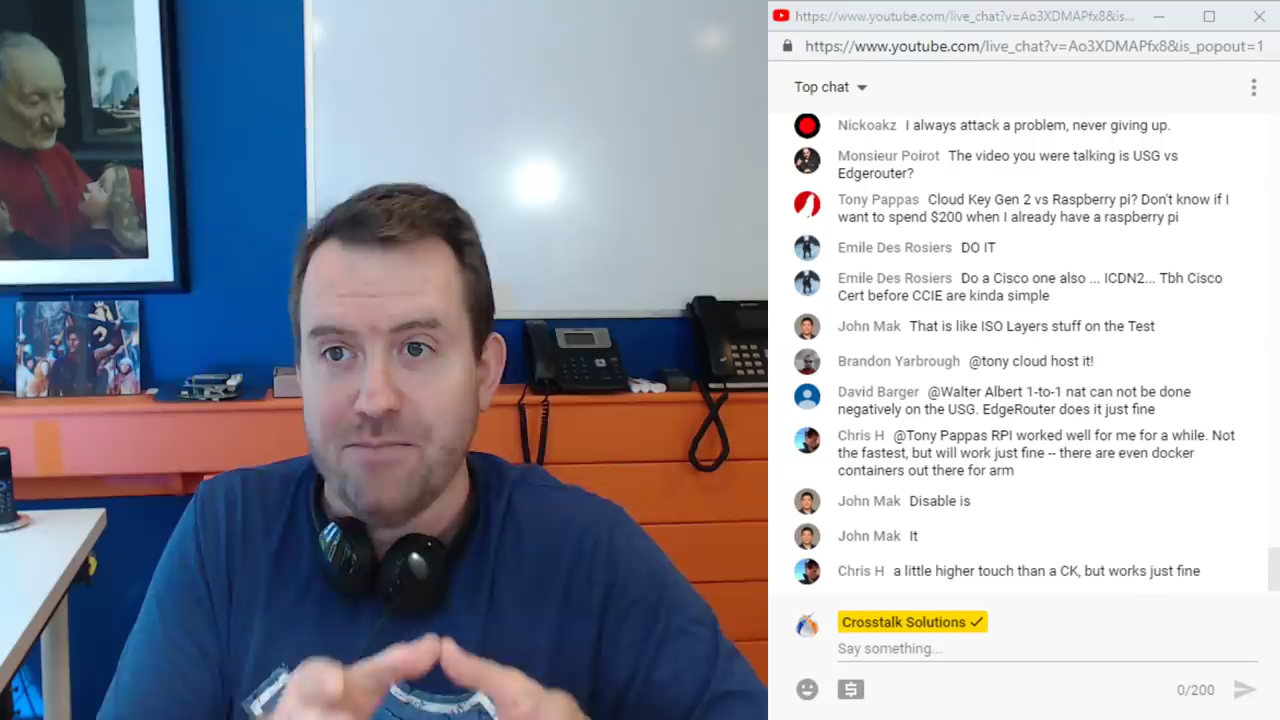 https://www.youtube.com/live_chat?v=Ao3XDMAPfx8&is...
https://www.youtube.com/live_chat?v=Ao3XDMAPfx8&is_popout=1
Top chat
Nickoakz I always attack a problem, never giving up.
Monsieur Poirot The video you were talking is USG vs
Edgerouter?
Tony Pappas Cloud Key Gen 2 vs Raspberry pi? Don't know if I
want to spend $200 when I already have a raspberry pi
Emile Des Rosiers DO IT
Emile Des Rosiers Do a Cisco one also ... ICDN2... Tbh Cisco
Cert before CCIE are kinda simple
John Mak That is like ISO Layers stuff on the Test
Brandon Yarbrough @tony cloud host it!
David Barger @Walter Albert 1-to-1 nat can not be done
negatively on the USG. EdgeRouter does it just fine
Chris H @Tony Pappas RPI worked well for me for a while. Not
the fastest, but will work just fine -- there are even docker
containers out there for arm
John Mak Disable is
John Mak It
Chris H a little higher touch than a CK, but works just fine
Crosstalk Solutions
Say something...
0/200